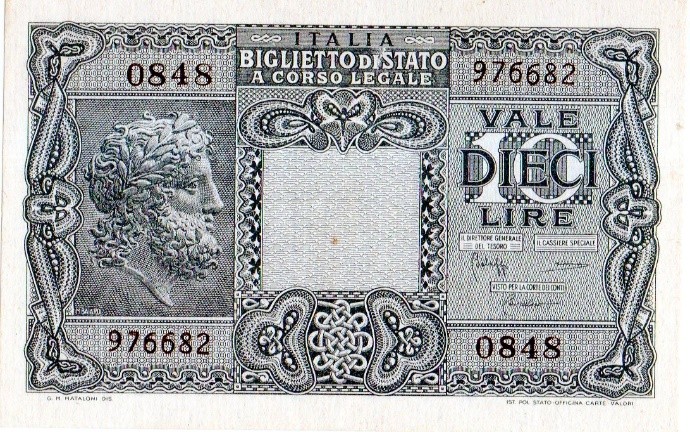 ITALIA
BIGLIETTO DI STATO
A CORSO LEGALE
0848
976682
VALE
10
DIECI
LIRE
IL DIRETTORE GENERALE
DEL TESORO
IL CASSIERE SPECIALE
VISTO PER LA CORTE DEI CONTI
976682
0848
G. M. MATALONI DIS.
IST. POL. STATO-OFFICINA CARTE-VALORI